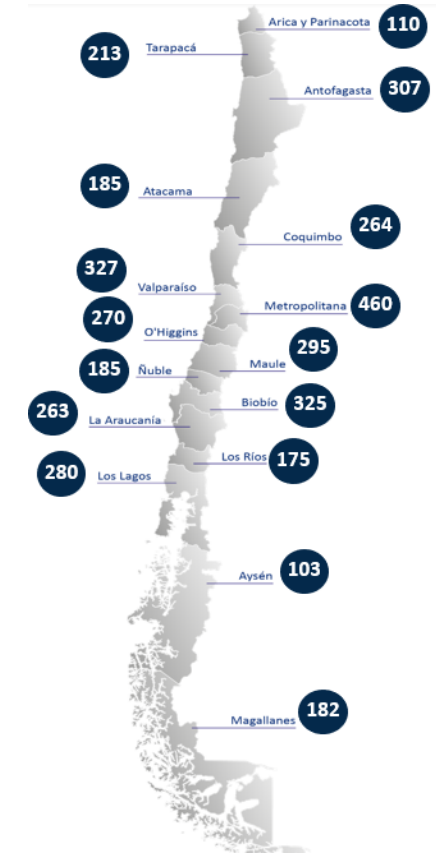 Arica y Parinacota 110
213 Tarapacá
Antofagasta 307
185 Atacama
Coquimbo 264
327 Valparaíso
Metropolitana 460
270 O'Higgins
Maule 295
185 Ñuble
Biobío 325
263 La Araucanía
Los Ríos 175
280 Los Lagos
Aysén 103
Magallanes 182